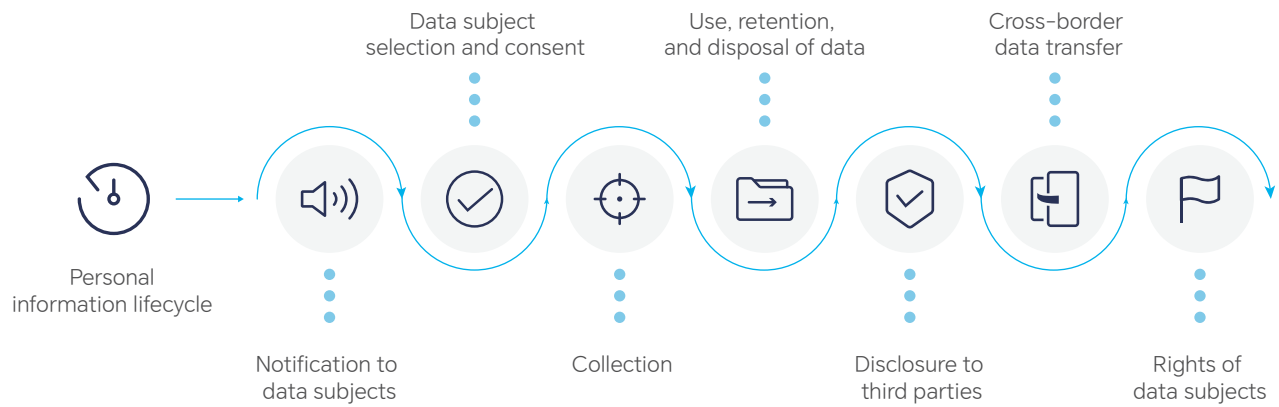 Data subject
selection and consent
Use, retention,
and disposal of data
Cross-border
data transfer
Personal
information lifecycle
Notification to
data subjects
Collection
Disclosure to
third parties
Rights of
data subjects